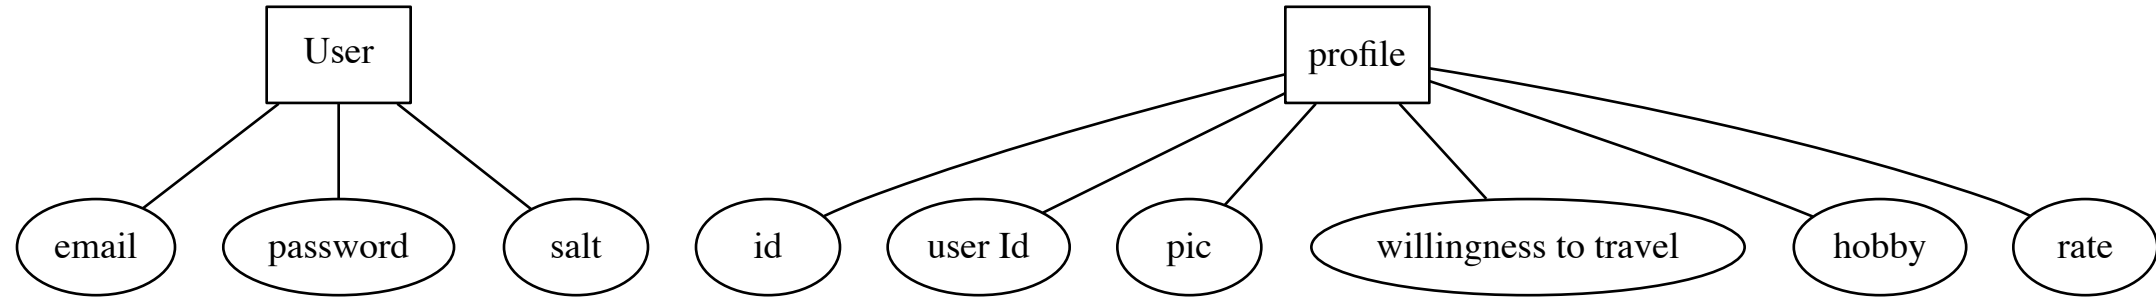 User
profile
email
password
salt
id
user Id
pic
willingness to travel
hobby
rate